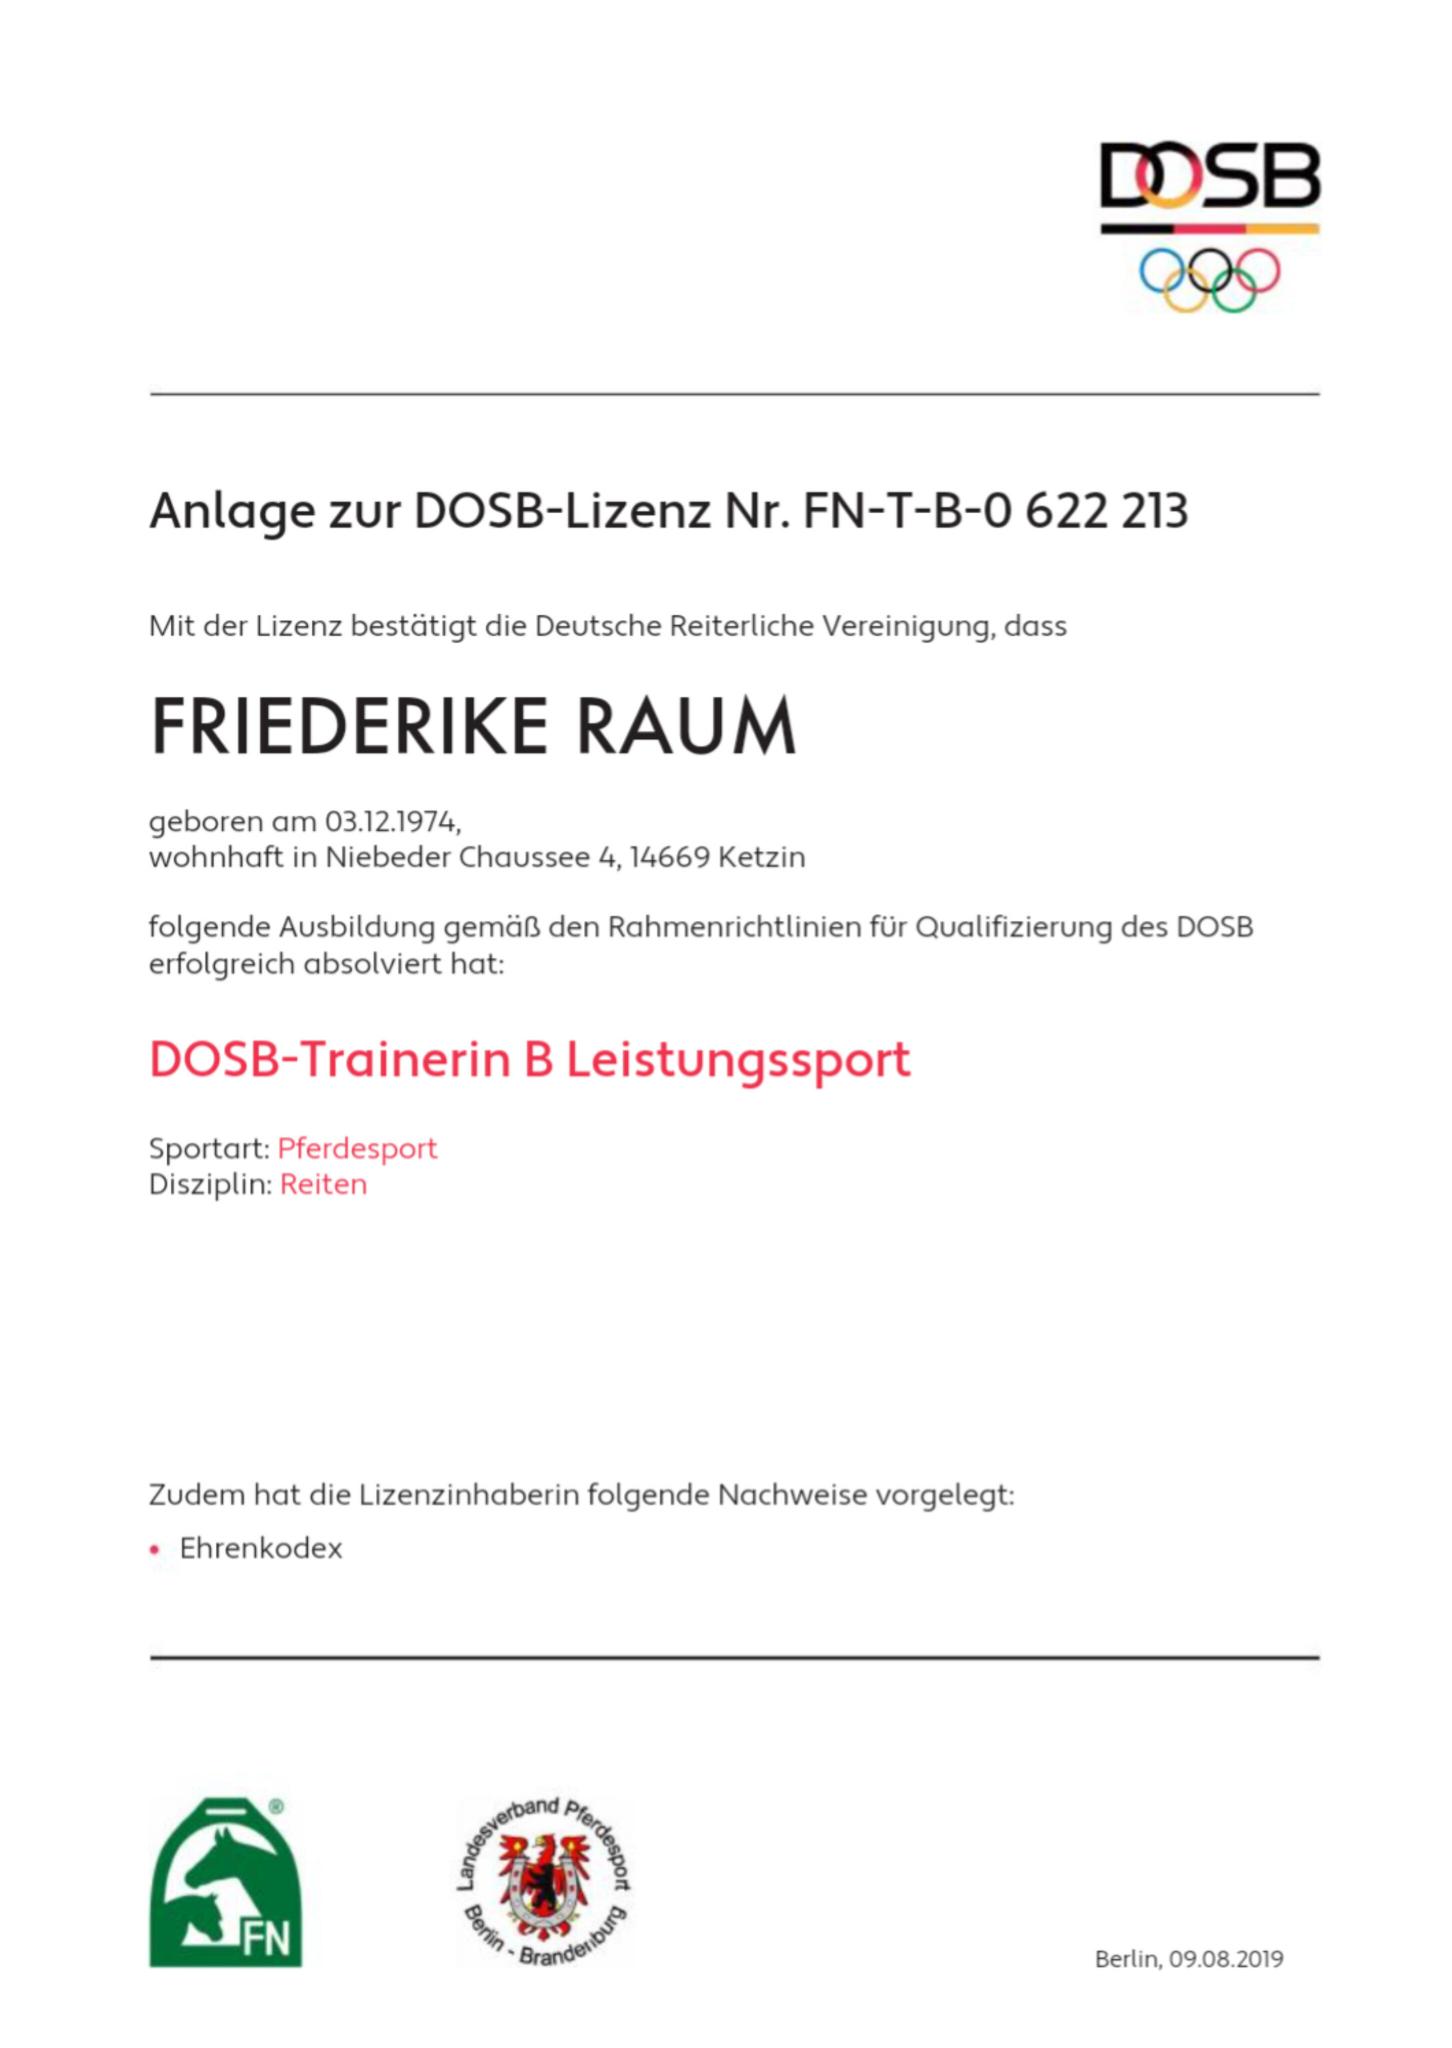 DOSB
Anlage zur DOSB-Lizenz Nr. FN-T-B-0 622 213
Mit der Lizenz bestätigt die Deutsche Reiterliche Vereinigung, dass
FRIEDERIKE RAUM
geboren am 03.12.1974,
wohnhaft in Niebeder Chaussee 4, 14669 Ketzin
folgende Ausbildung gemäß den Rahmenrichtlinien für Qualifizierung des DOSB
erfolgreich absolviert hat:
DOSB-Trainerin B Leistungssport
Sportart: Pferdesport
Disziplin: Reiten
Zudem hat die Lizenzinhaberin folgende Nachweise vorgelegt:
• Ehrenkodex
®
FN
Landesverband Pferdesport
Berlin - Brandenburg
Berlin, 09.08.2019